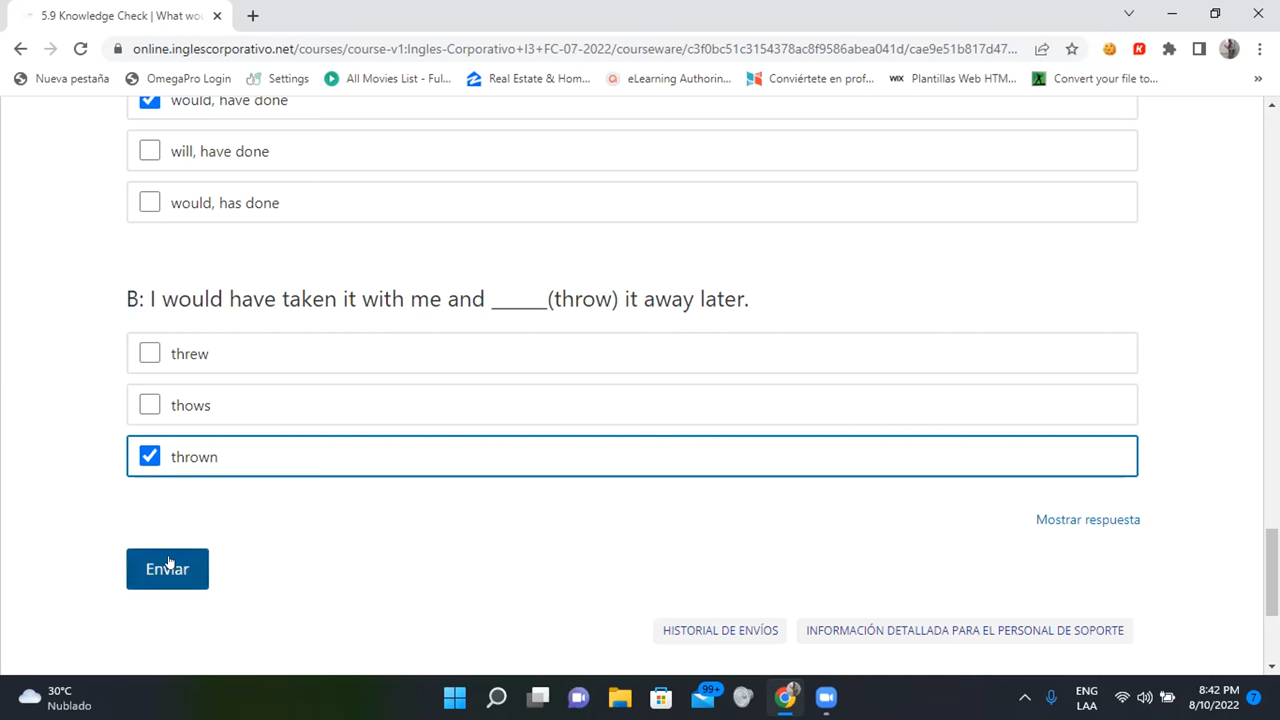 5.9 Knowledge Check | What wou
online.inglescorporativo.net/courses/course-v1:Ingles-Corporativo+I3+FC-07-2022/courseware/c3f0bc51c3154378ac8f9586abea041d/cae9e51b817d47...
Nueva pestaña OmegaPro Login Settings All Movies List - Ful... Real Estate & Hom... eLearning Authorin... Conviértete en prof... WIX Plantillas Web HTM... Convert your file to... »
would, have done
will, have done
would, has done
B: I would have taken it with me and ______(throw) it away later.
threw
thows
thrown
Mostrar respuesta
Enviar
HISTORIAL DE ENVÍOS INFORMACIÓN DETALLADA PARA EL PERSONAL DE SOPORTE
30°C
Nublado
99+
ENG
LAA
8:42 PM
8/10/2022
7